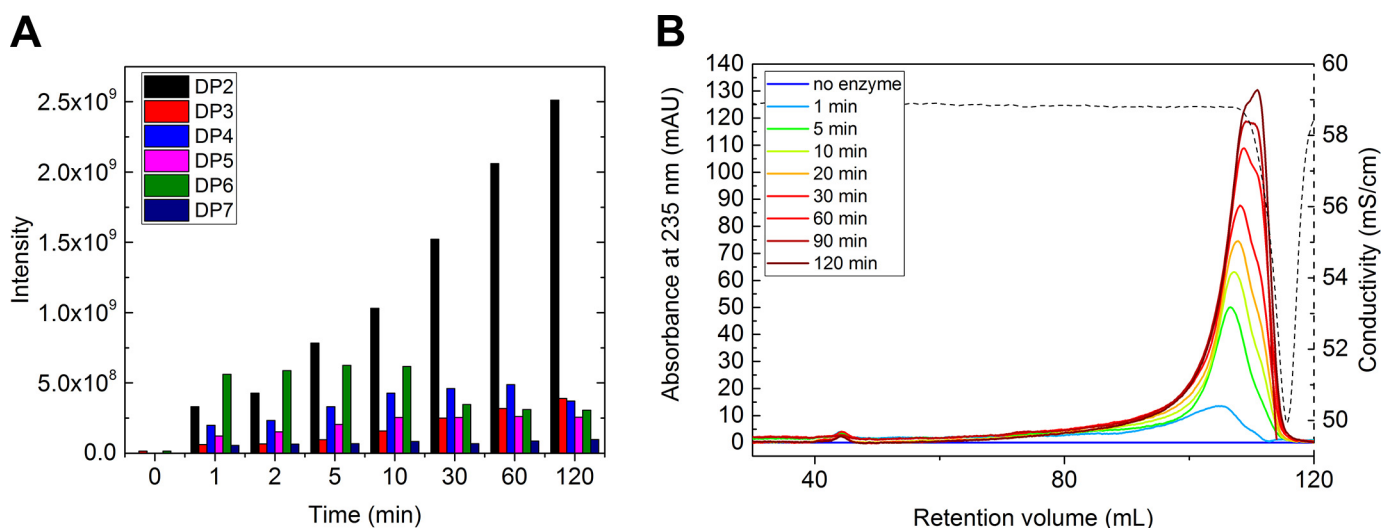 A
Intensity
2.5x10⁹
2.0x10⁹
1.5x10⁹
1.0x10⁹
5.0x10⁸
0.0
DP2
DP3
DP4
DP5
DP6
DP7
0 1 2 5 10 30 60 120
Time (min)
B
Absorbance at 235 nm (mAU)
140
130
120
110
100
90
80
70
60
50
40
30
20
10
0
no enzyme
1 min
5 min
10 min
20 min
30 min
60 min
90 min
120 min
40 80 120
Retention volume (mL)
60
58
56
54
52
50
Conductivity (mS/cm)